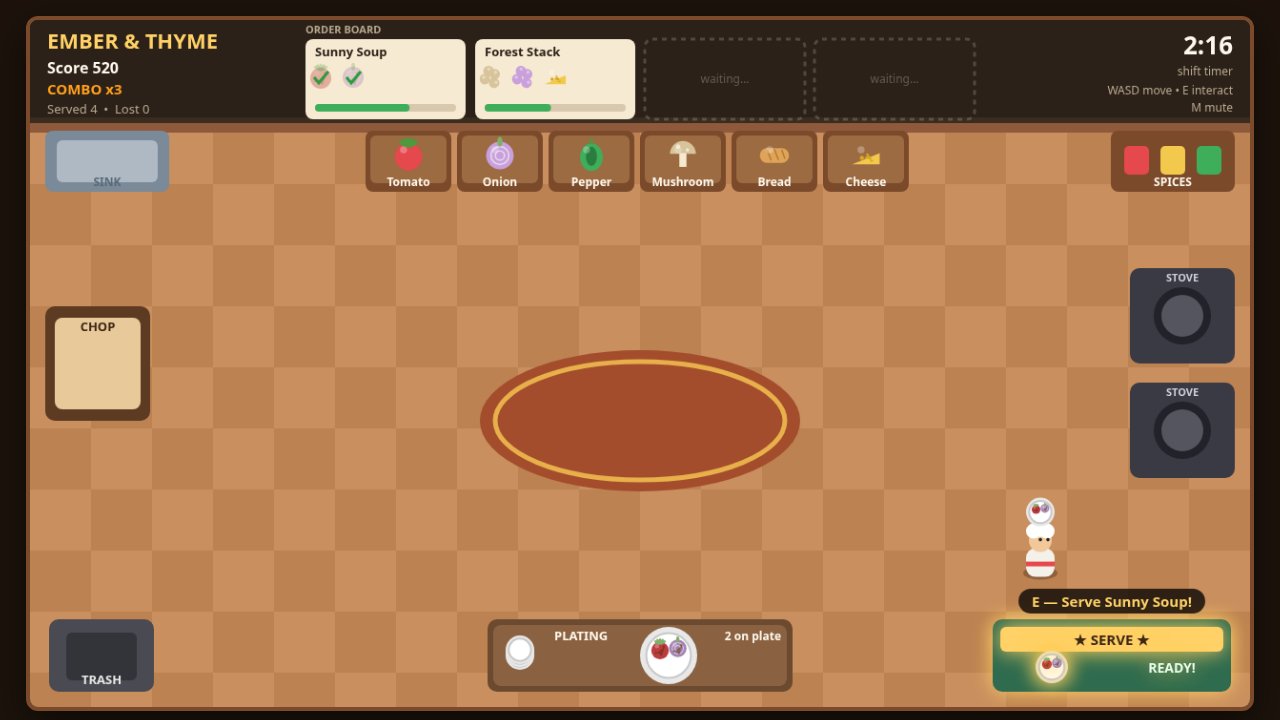 EMBER & THYME
Score 520
COMBO x3
Served 4 • Lost 0
ORDER BOARD
Sunny Soup
Forest Stack
waiting...
waiting...
2:16
shift timer
WASD move • E interact
M mute
SINK
Tomato
Onion
Pepper
Mushroom
Bread
Cheese
SPICES
STOVE
CHOP
STOVE
E — Serve Sunny Soup!
TRASH
PLATING
2 on plate
★ SERVE ★
READY!